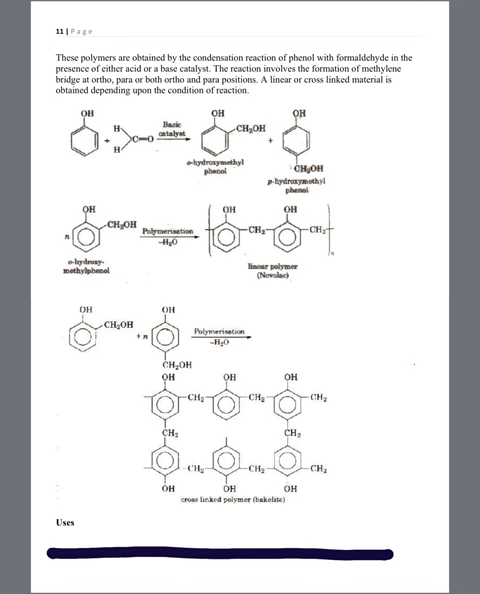 11 | P a g e
These polymers are obtained by the condensation reaction of phenol with formaldehyde in the
presence of either acid or a base catalyst. The reaction involves the formation of methylene
bridge at ortho, para or both ortho and para positions. A linear or cross linked material is
obtained depending upon the condition of reaction.
OH
H
H
C=O
+
Basic
catalyst
OH
CH₂OH
+
OH
CH₂OH
o-hydroxymethyl
phenol
p-hydroxymethyl
phenol
OH
n
CH₂OH
Polymerisation
–H₂O
OH
CH₂
OH
CH₂
n
o-hydroxy-
methylphenol
linear polymer
(Novolac)
OH
CH₂OH
+ n
OH
CH₂OH
Polymerisation
–H₂O
OH
OH
OH
CH₂
CH₂
CH₂
CH₂
CH₂
CH₂
CH₂
CH₂
OH
OH
OH
cross linked polymer (bakelite)
Uses